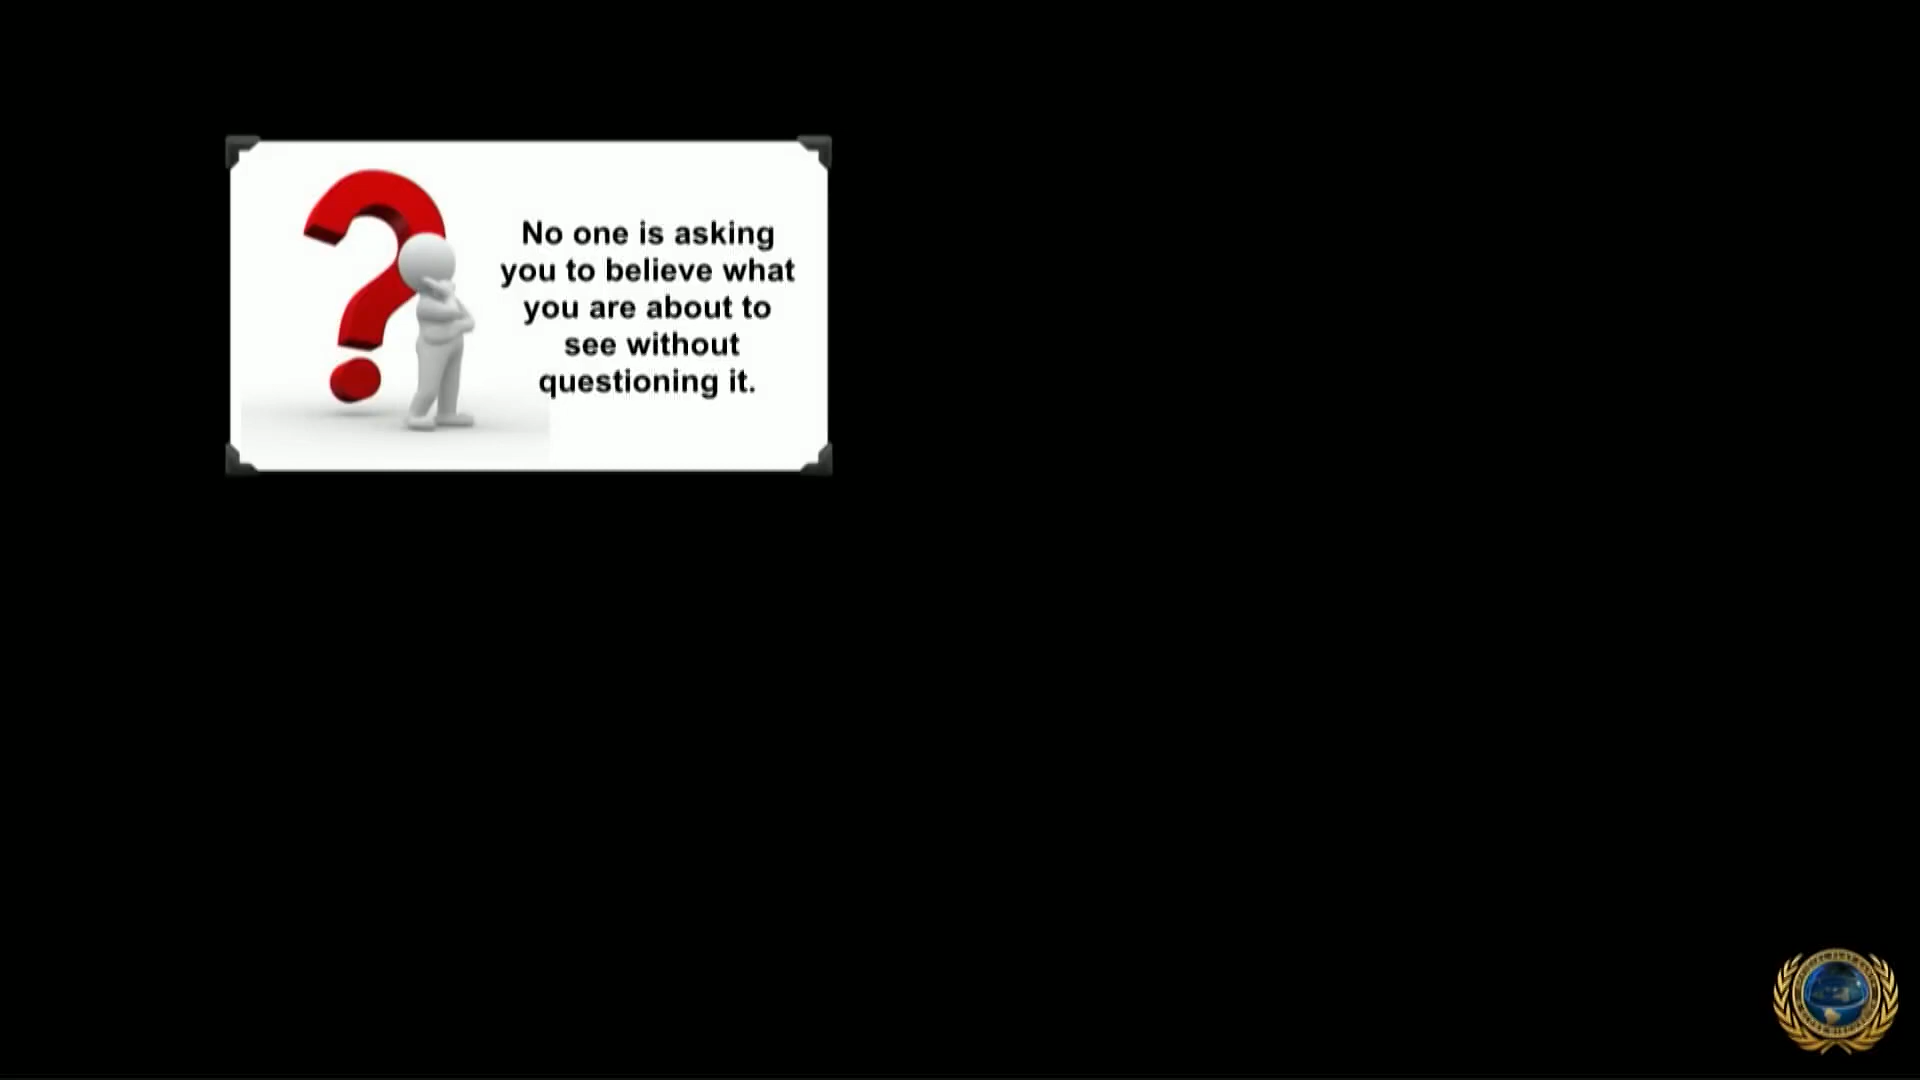 No one is asking
you to believe what
you are about to
see without
questioning it.